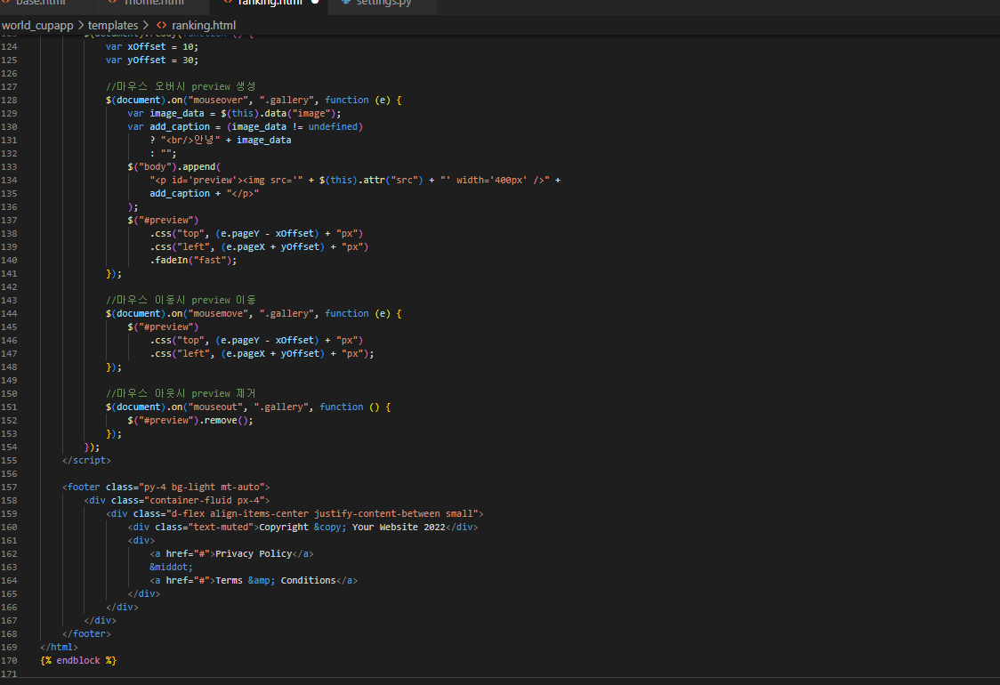 base.html home.html ranking.html settings.py
world_cupapp > templates > ranking.html
123 $(document).ready(function () {
124 var xOffset = 10;
125 var yOffset = 30;
126
127 //마우스 오버시 preview 생성
128 $(document).on("mouseover", ".gallery", function (e) {
129 var image_data = $(this).data("image");
130 var add_caption = (image_data != undefined)
131 ? "<br/>안녕" + image_data
132 : "";
133 $("body").append(
134 "<p id='preview'><img src='" + $(this).attr("src") + "' width='400px' />" +
135 add_caption + "</p>"
136 );
137 $("#preview")
138 .css("top", (e.pageY - xOffset) + "px")
139 .css("left", (e.pageX + yOffset) + "px")
140 .fadeIn("fast");
141 });
142
143 //마우스 이동시 preview 이동
144 $(document).on("mousemove", ".gallery", function (e) {
145 $("#preview")
146 .css("top", (e.pageY - xOffset) + "px")
147 .css("left", (e.pageX + yOffset) + "px");
148 });
149
150 //마우스 아웃시 preview 제거
151 $(document).on("mouseout", ".gallery", function () {
152 $("#preview").remove();
153 });
154 });
155 </script>
156
157 <footer class="py-4 bg-light mt-auto">
158 <div class="container-fluid px-4">
159 <div class="d-flex align-items-center justify-content-between small">
160 <div class="text-muted">Copyright &copy; Your Website 2022</div>
161 <div>
162 <a href="#">Privacy Policy</a>
163 &middot;
164 <a href="#">Terms &amp; Conditions</a>
165 </div>
166 </div>
167 </div>
168 </footer>
169 </html>
170 {% endblock %}
171